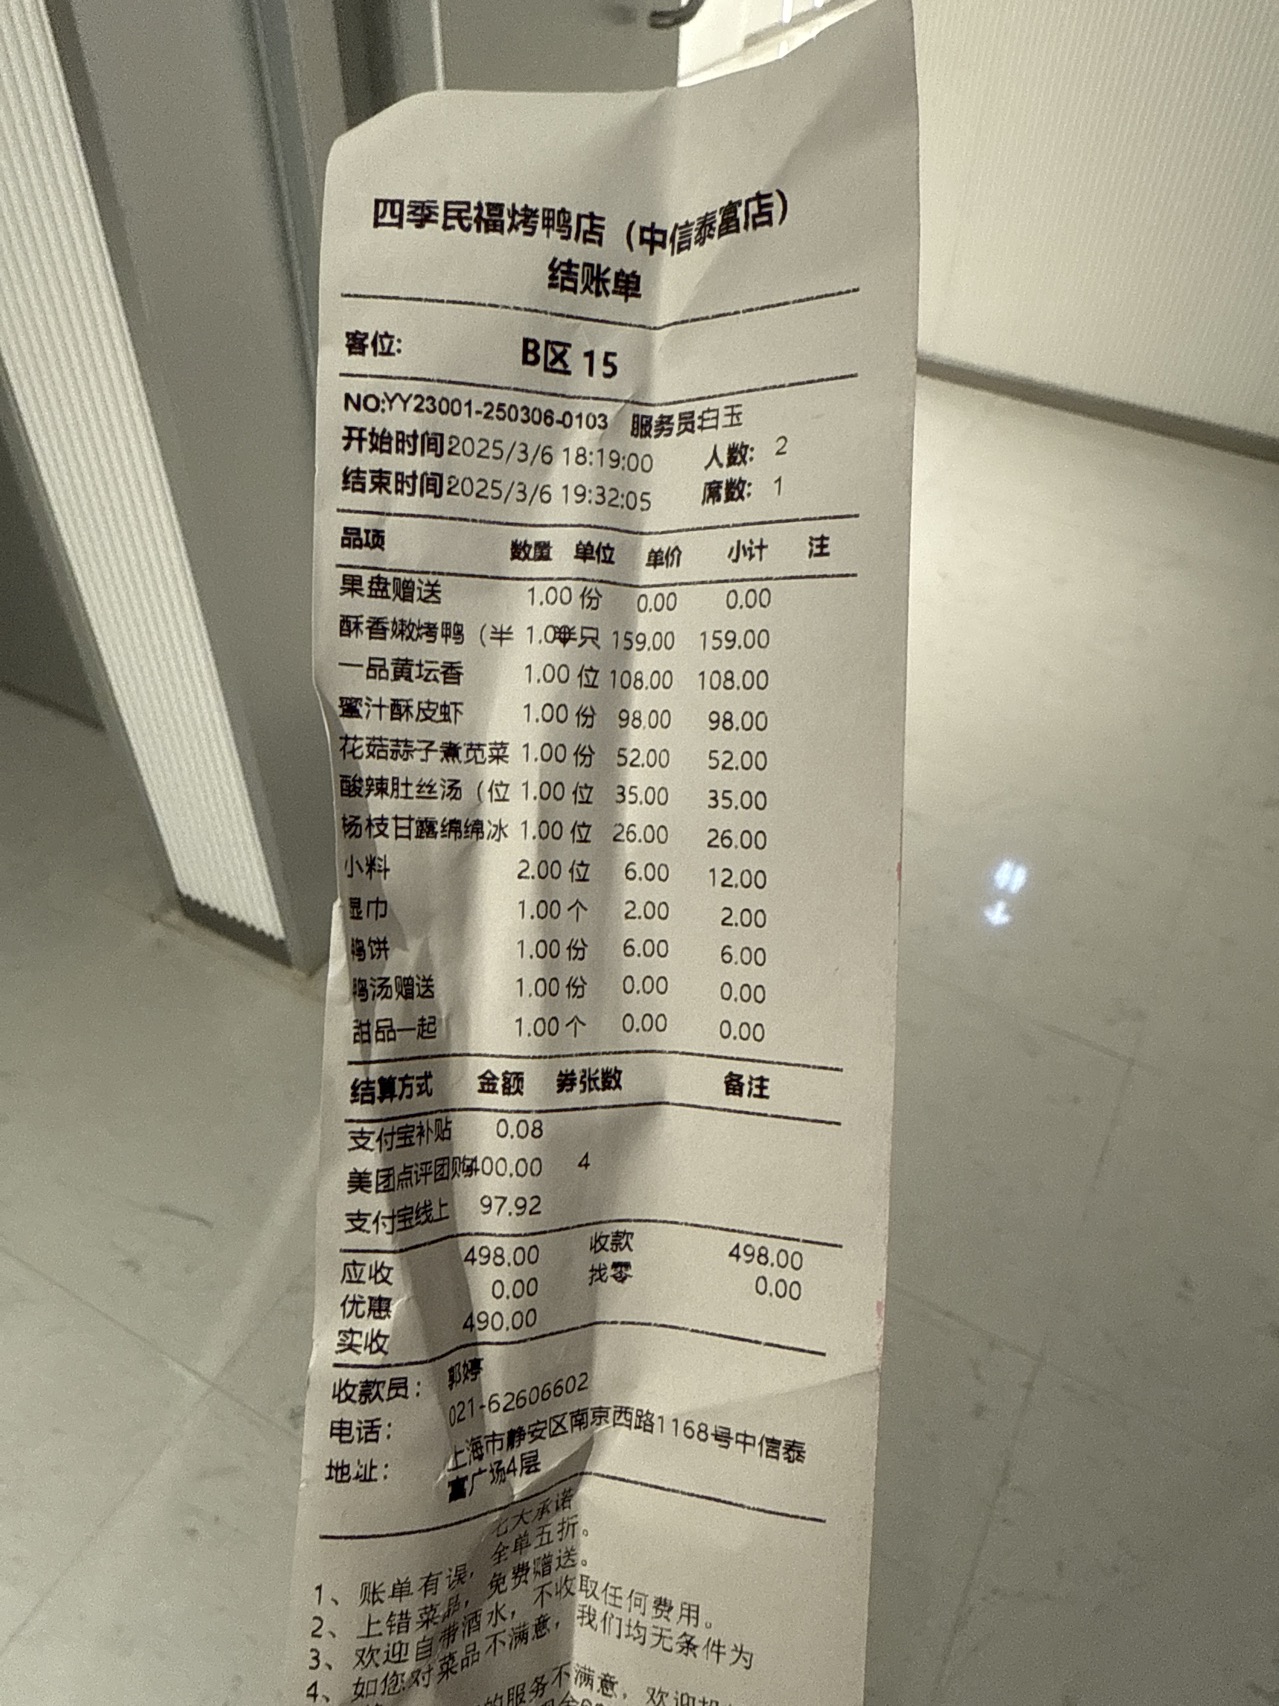 四季民福烤鸭店（中信泰富店）
结账单
客位: B区 15
NO:YY23001-250306-0103 服务员:白玉
开始时间2025/3/6 18:19:00 人数: 2
结束时间2025/3/6 19:32:05 席数: 1
品项 数量 单位 单价 小计 注
果盘赠送 1.00 份 0.00 0.00
酥香嫩烤鸭（半 1.00半只 159.00 159.00
一品黄坛香 1.00 位 108.00 108.00
蜜汁酥皮虾 1.00 份 98.00 98.00
花菇蒜子煮苋菜 1.00 份 52.00 52.00
酸辣肚丝汤（位 1.00 位 35.00 35.00
杨枝甘露绵绵冰 1.00 位 26.00 26.00
小料 2.00 位 6.00 12.00
湿巾 1.00 个 2.00 2.00
鸭饼 1.00 份 6.00 6.00
鸭汤赠送 1.00 份 0.00 0.00
甜品一起 1.00 个 0.00 0.00
结算方式 金额 券张数 备注
支付宝补贴 0.08
美团点评团购400.00 4
支付宝线上 97.92
应收 498.00 收款 498.00
优惠 0.00 找零 0.00
实收 490.00
收款员: 郭婷
电话: 021-62606602
地址: 上海市静安区南京西路1168号中信泰
富广场4层
七大承诺
1、账单有误，全单五折。
2、上错菜品，免费赠送。
3、欢迎自带酒水，不收取任何费用。
4、如您对菜品不满意，我们均无条件为
的服务不满意，欢迎